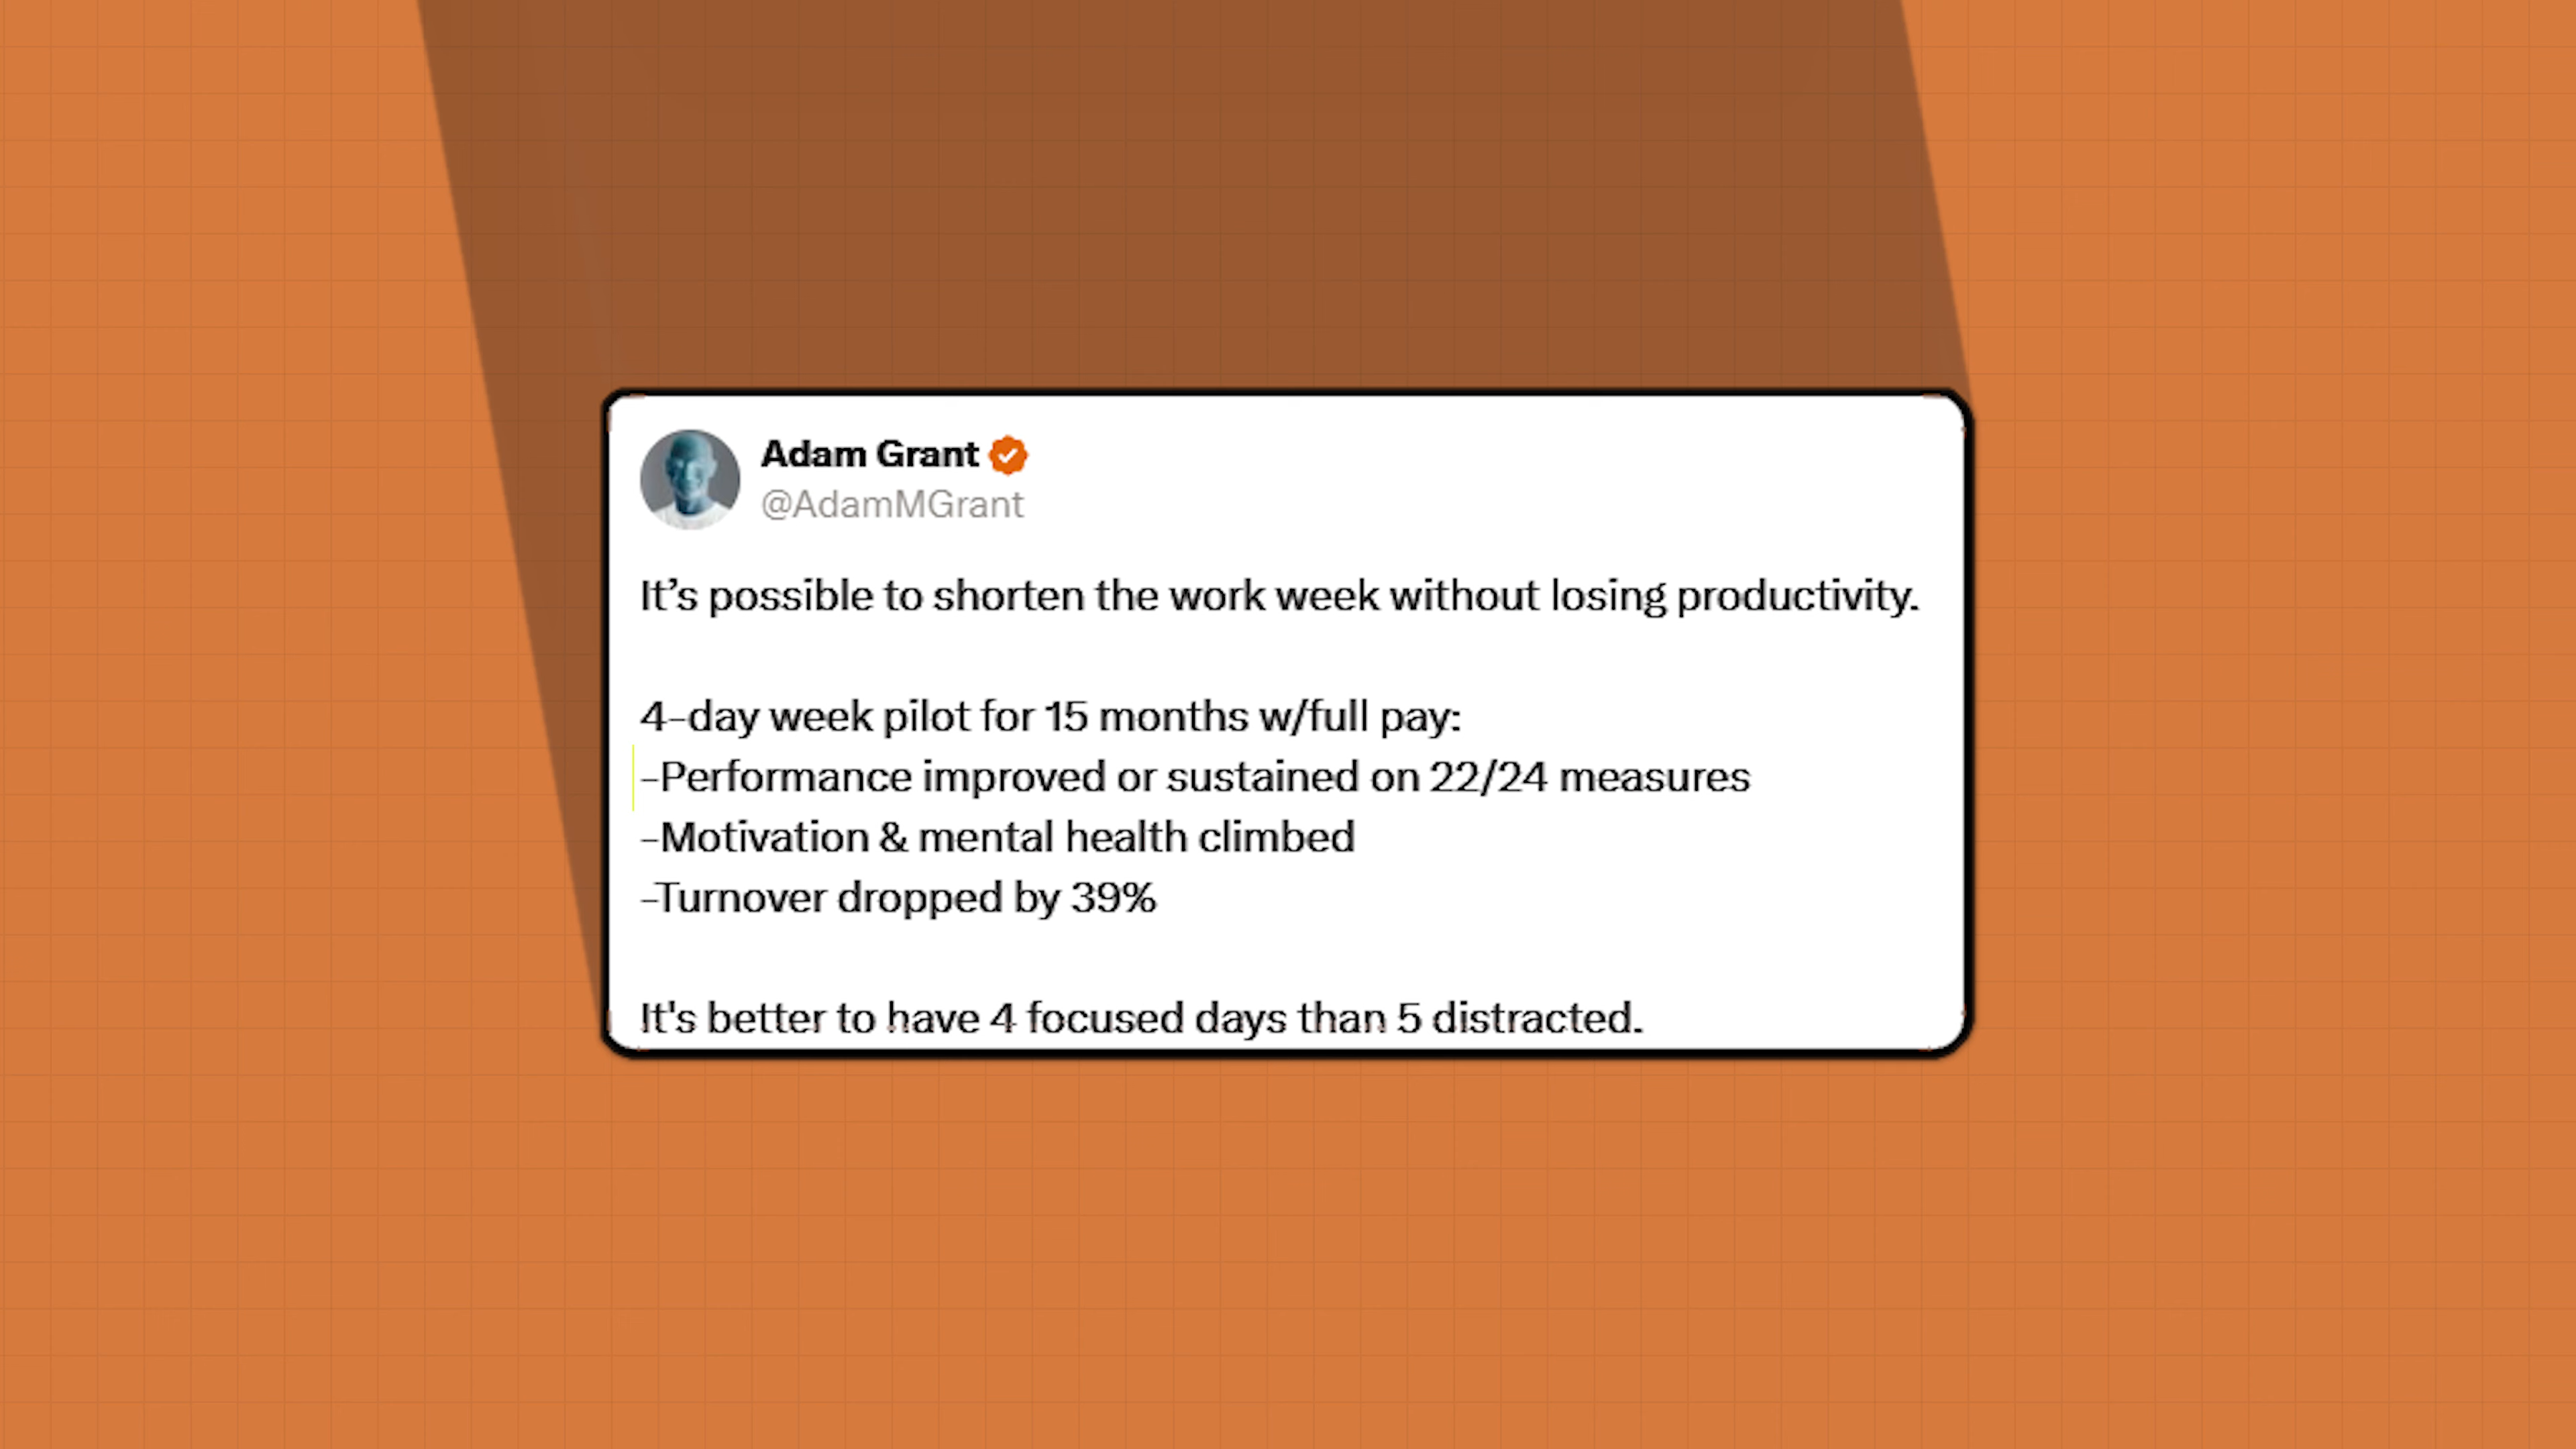 Adam Grant
@AdamMGrant
It’s possible to shorten the work week without losing productivity.
4-day week pilot for 15 months w/full pay:
-Performance improved or sustained on 22/24 measures
-Motivation & mental health climbed
-Turnover dropped by 39%
It's better to have 4 focused days than 5 distracted.